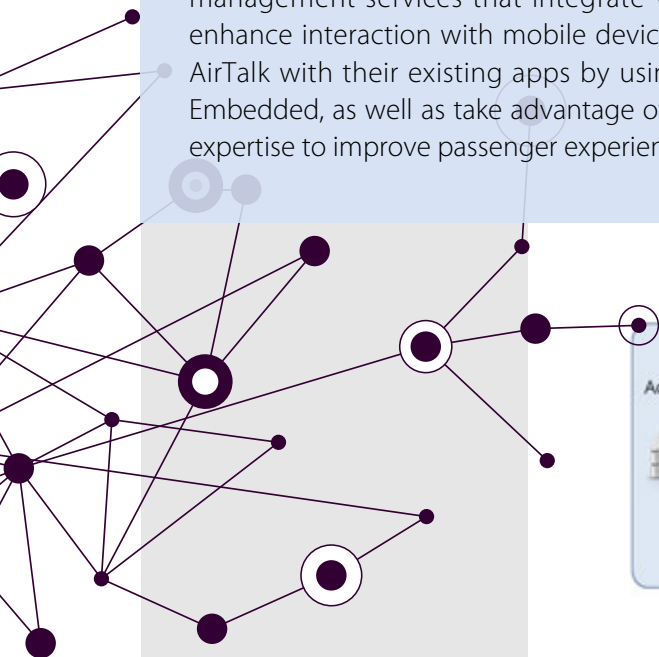 management services that integrate
enhance interaction with mobile devic
AirTalk with their existing apps by usin
Embedded, as well as take advantage o
expertise to improve passenger experien